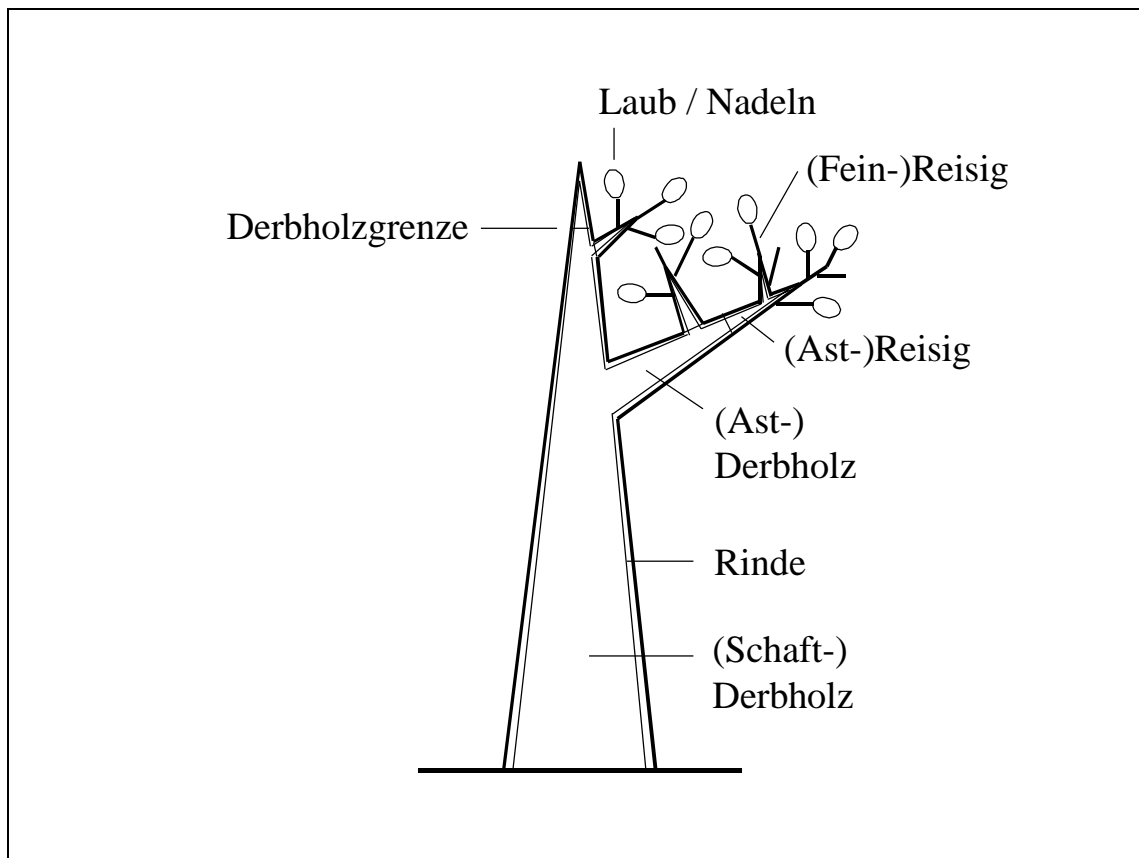 Laub / Nadeln
(Fein-)Reisig
Derbholzgrenze
(Ast-)Reisig
(Ast-)
Derbholz
Rinde
(Schaft-)
Derbholz